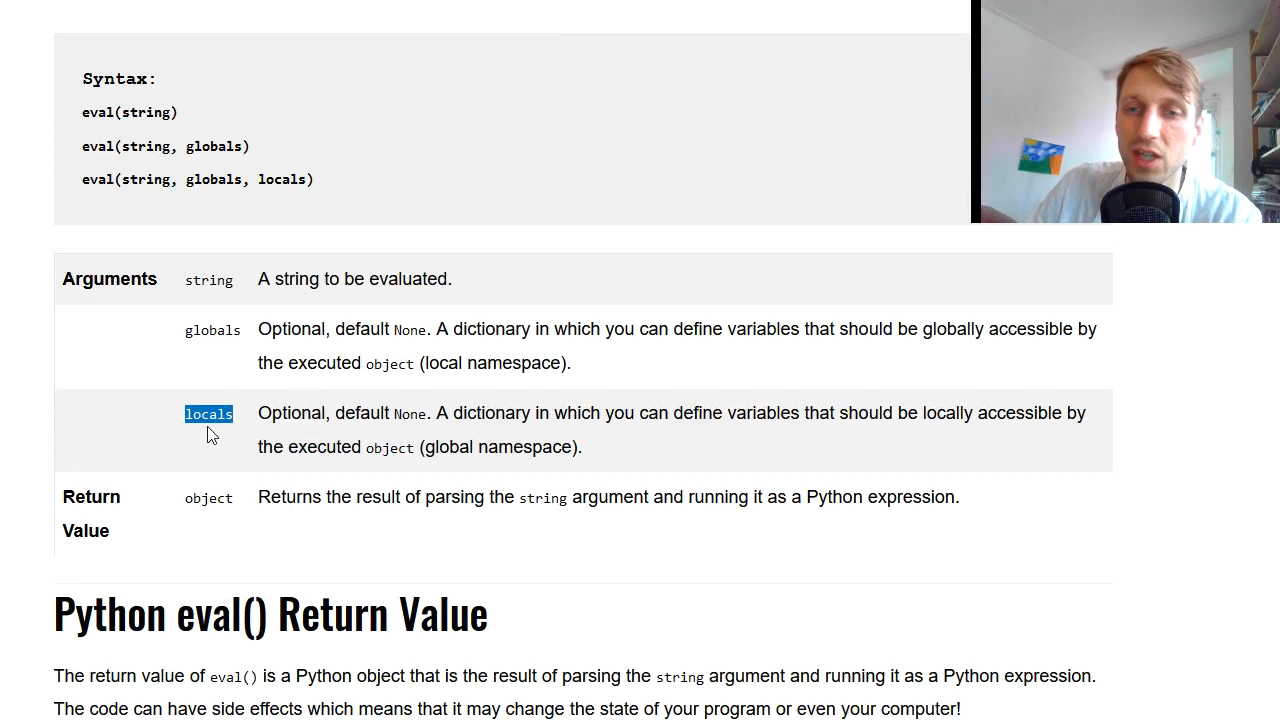 Syntax:
eval(string)
eval(string, globals)
eval(string, globals, locals)
Arguments string A string to be evaluated.
globals Optional, default None. A dictionary in which you can define variables that should be globally accessible by
the executed object (local namespace).
locals Optional, default None. A dictionary in which you can define variables that should be locally accessible by
the executed object (global namespace).
Return object Returns the result of parsing the string argument and running it as a Python expression.
Value
Python eval() Return Value
The return value of eval() is a Python object that is the result of parsing the string argument and running it as a Python expression.
The code can have side effects which means that it may change the state of your program or even your computer!